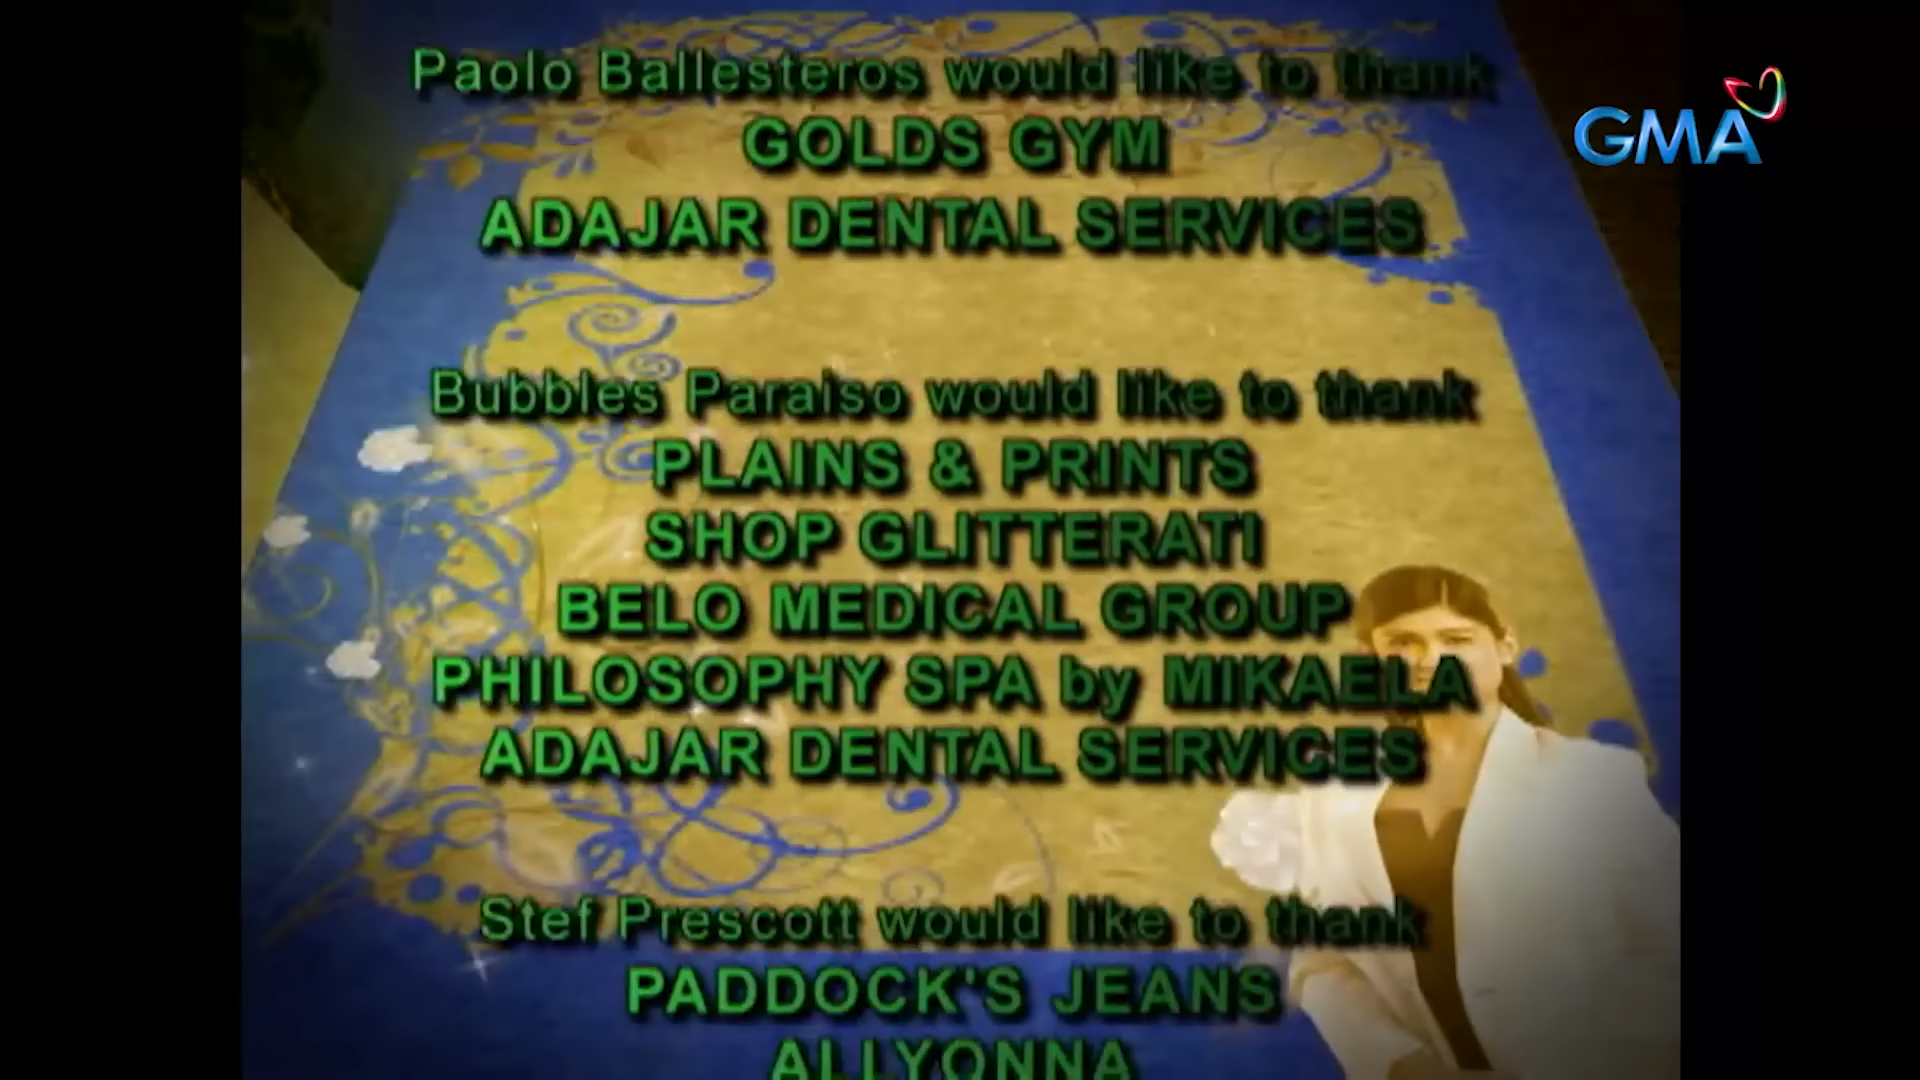 Paolo Ballesteros would like to thank
GOLDS GYM
ADAJAR DENTAL SERVICES
GMA
Bubbles Paraiso would like to thank
PLAINS & PRINTS
SHOP GLITTERATI
BELO MEDICAL GROUP
PHILOSOPHY SPA by MIKAELA
ADAJAR DENTAL SERVICES
Stef Prescott would like to thank
PADDOCK'S JEANS
ALLYONNA